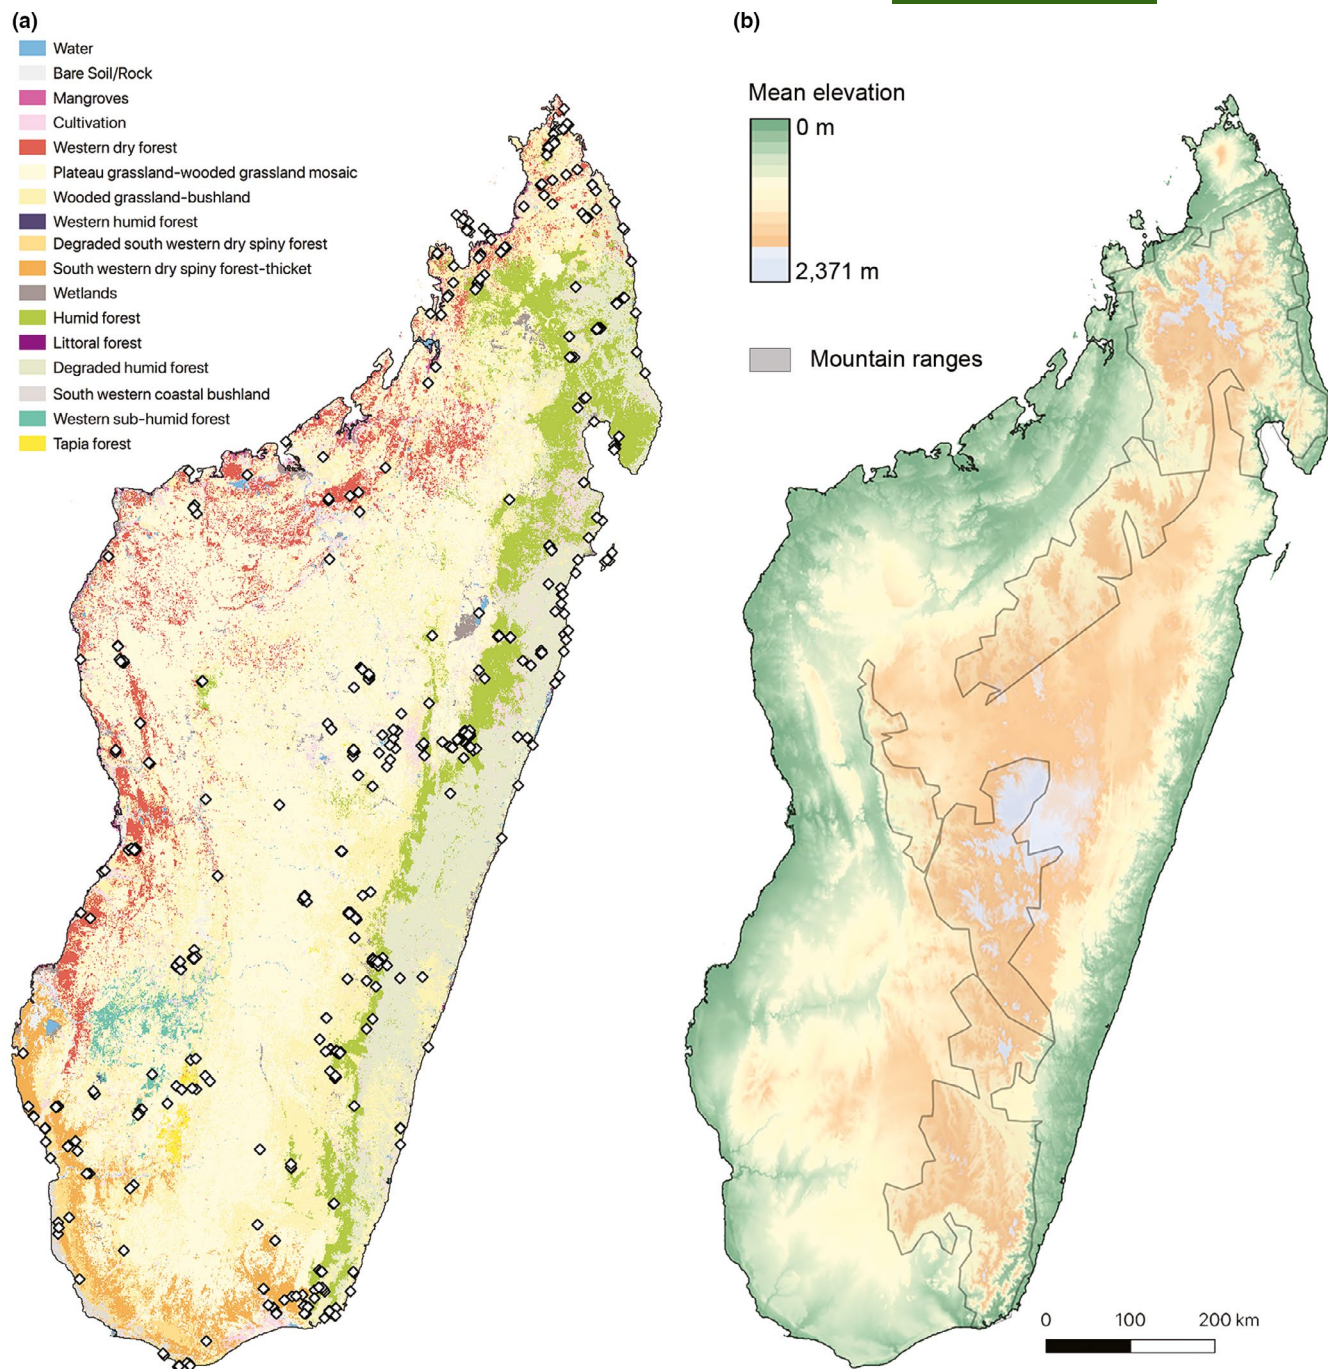 (a)
Water
Bare Soil/Rock
Mangroves
Cultivation
Western dry forest
Plateau grassland-wooded grassland mosaic
Wooded grassland-bushland
Western humid forest
Degraded south western dry spiny forest
South western dry spiny forest-thicket
Wetlands
Humid forest
Littoral forest
Degraded humid forest
South western coastal bushland
Western sub-humid forest
Tapia forest
(b)
Mean elevation
0 m
2,371 m
Mountain ranges
0 100 200 km